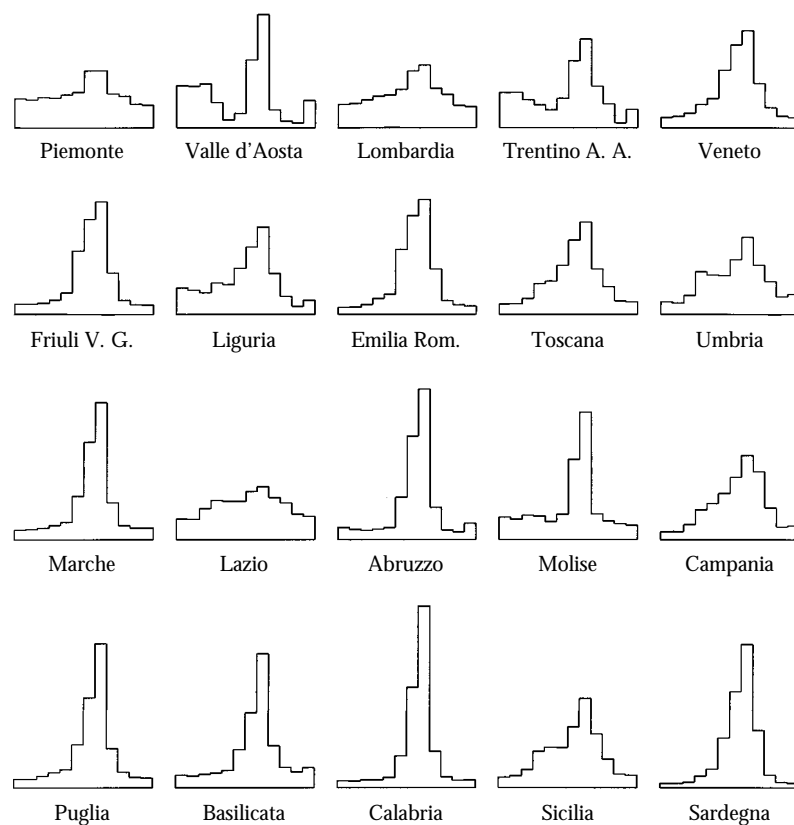 Piemonte Valle d'Aosta Lombardia Trentino A. A. Veneto
Friuli V. G. Liguria Emilia Rom. Toscana Umbria
Marche Lazio Abruzzo Molise Campania
Puglia Basilicata Calabria Sicilia Sardegna